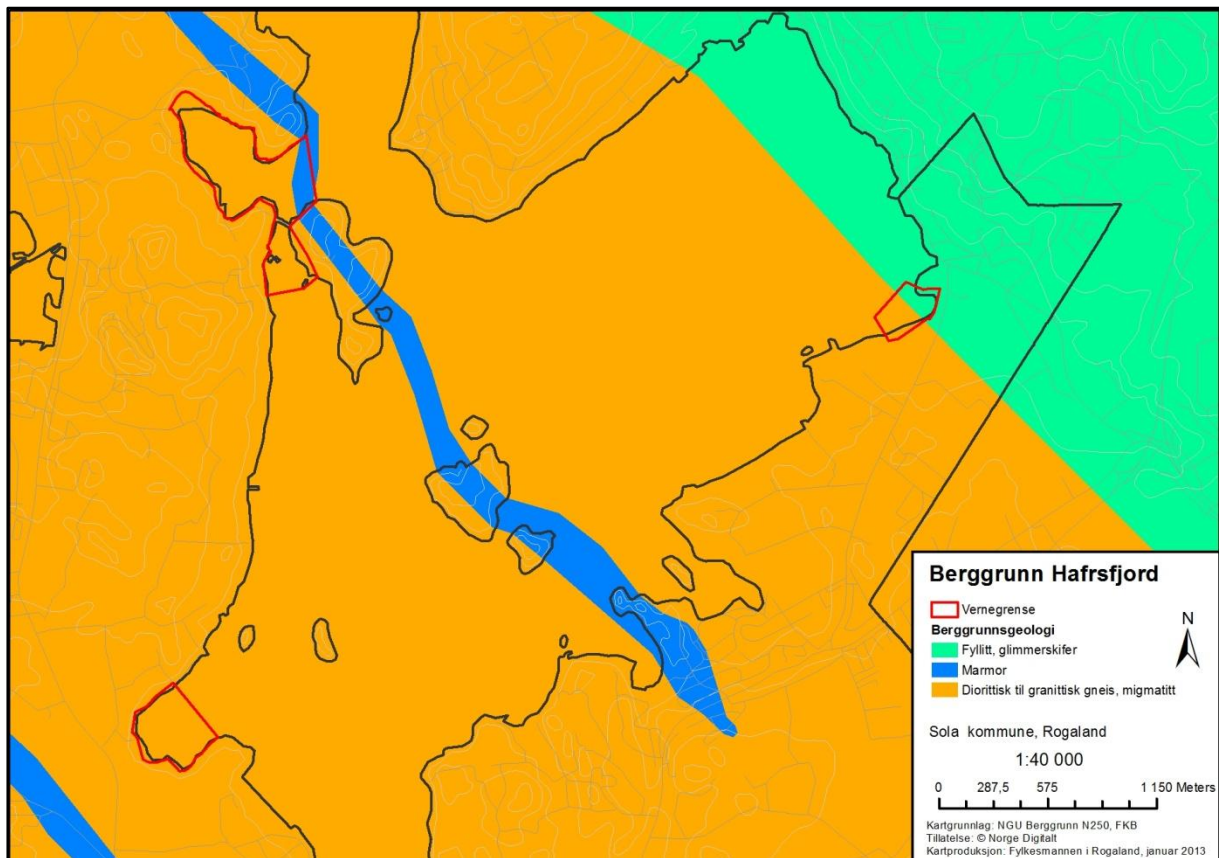 Berggrunn Hafrsfjord
Vernegrense
Berggrunnsgeologi
Fyllitt, glimmerskifer
Marmor
Diorittisk til granittisk gneis, migmatitt
N
Sola kommune, Rogaland
1:40 000
0 287,5 575 1 150 Meters
Kartgrunnlag: NGU Berggrunn N250, FKB
Tillatelse: © Norge Digitalt
Kartproduksjon: Fylkesmannen i Rogaland, januar 2013